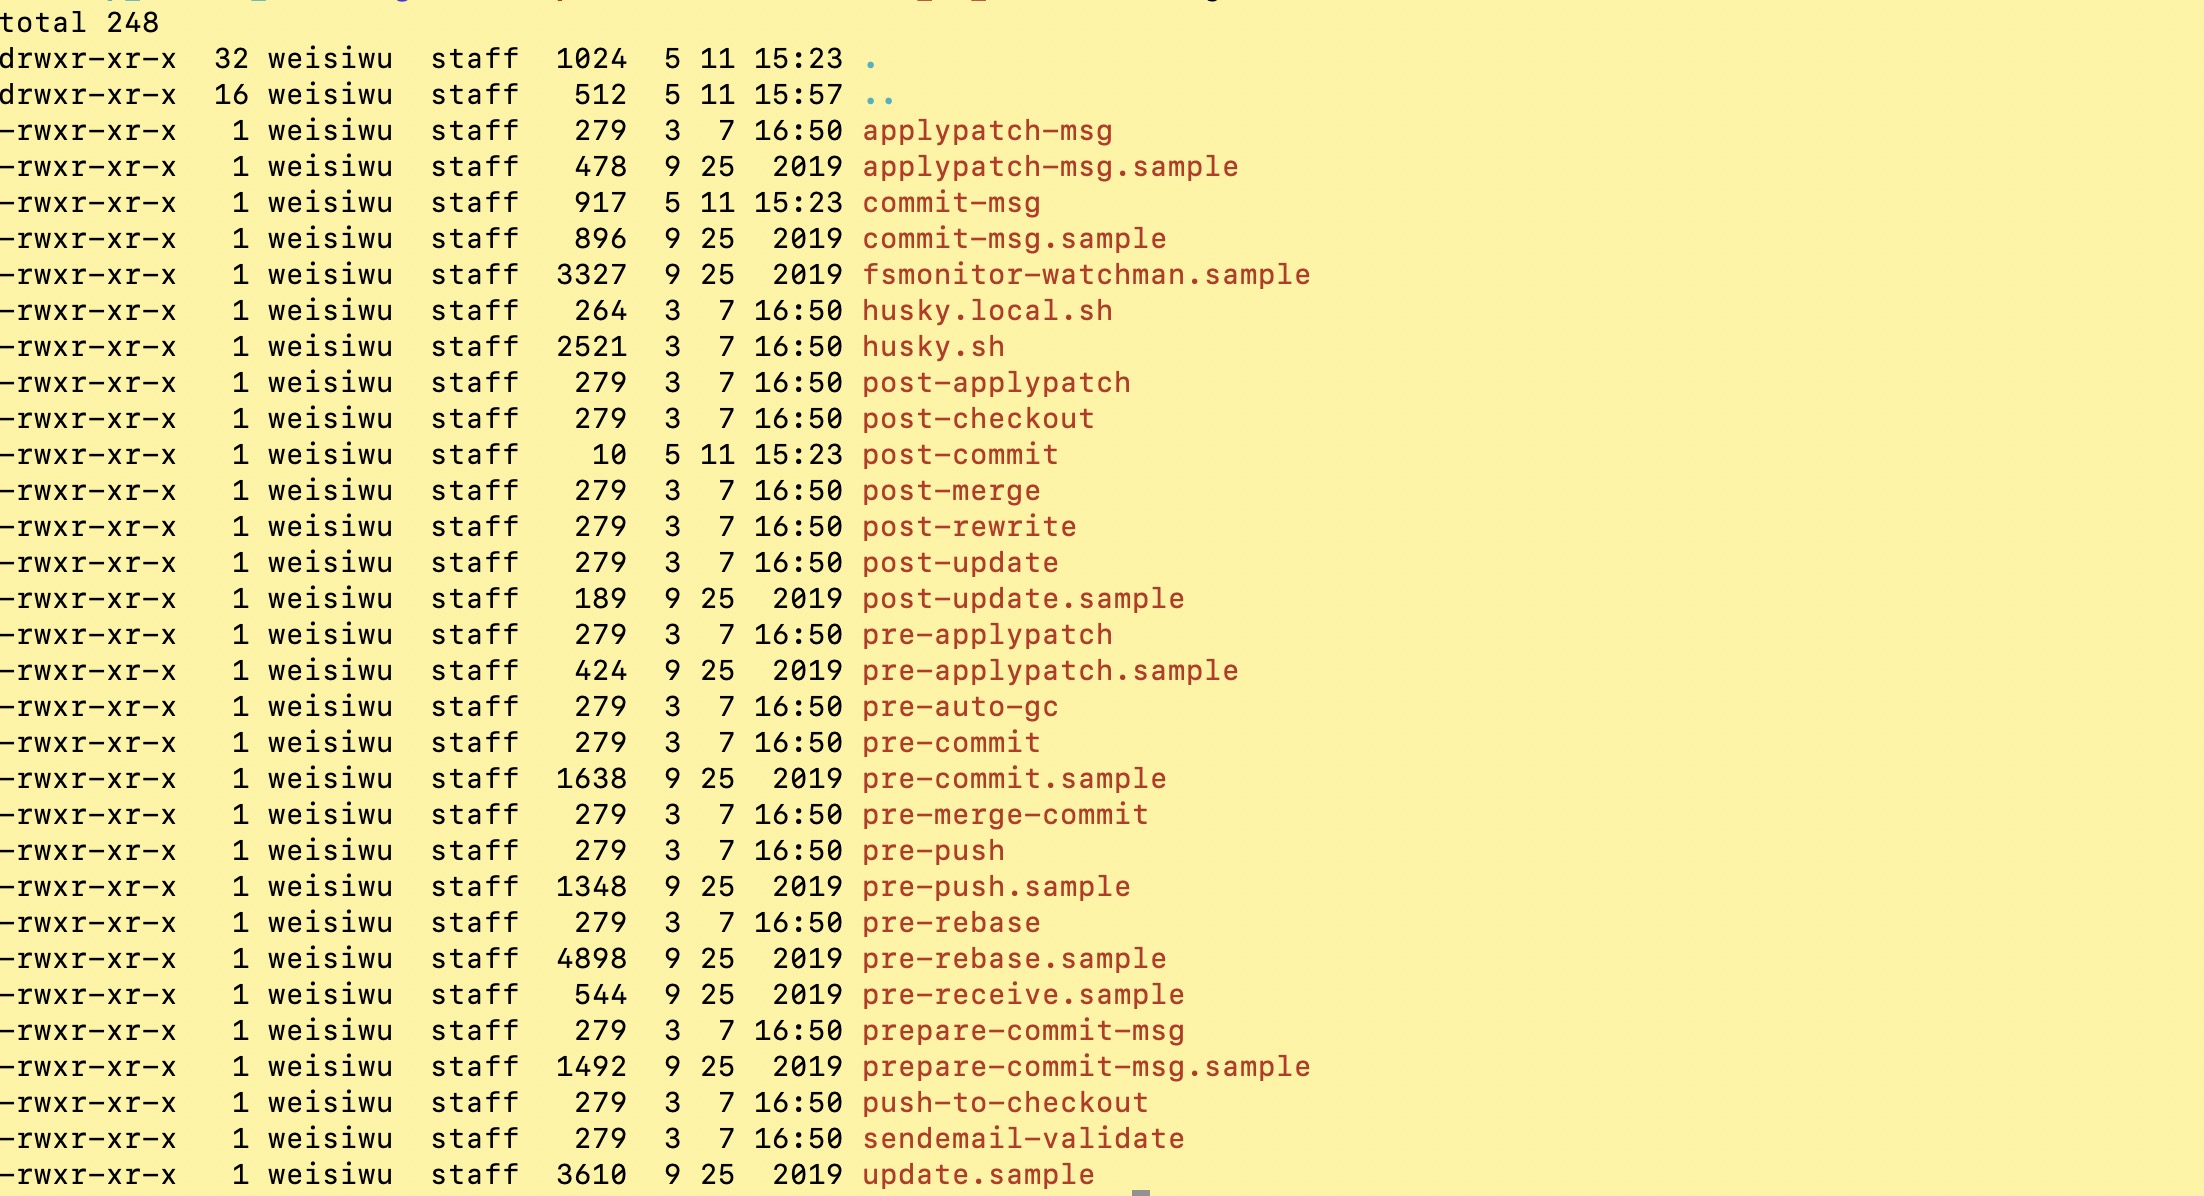 total 248
drwxr-xr-x  32 weisiwu  staff  1024  5 11 15:23 .
drwxr-xr-x  16 weisiwu  staff   512  5 11 15:57 ..
-rwxr-xr-x   1 weisiwu  staff   279  3  7 16:50 applypatch-msg
-rwxr-xr-x   1 weisiwu  staff   478  9 25  2019 applypatch-msg.sample
-rwxr-xr-x   1 weisiwu  staff   917  5 11 15:23 commit-msg
-rwxr-xr-x   1 weisiwu  staff   896  9 25  2019 commit-msg.sample
-rwxr-xr-x   1 weisiwu  staff  3327  9 25  2019 fsmonitor-watchman.sample
-rwxr-xr-x   1 weisiwu  staff   264  3  7 16:50 husky.local.sh
-rwxr-xr-x   1 weisiwu  staff  2521  3  7 16:50 husky.sh
-rwxr-xr-x   1 weisiwu  staff   279  3  7 16:50 post-applypatch
-rwxr-xr-x   1 weisiwu  staff   279  3  7 16:50 post-checkout
-rwxr-xr-x   1 weisiwu  staff    10  5 11 15:23 post-commit
-rwxr-xr-x   1 weisiwu  staff   279  3  7 16:50 post-merge
-rwxr-xr-x   1 weisiwu  staff   279  3  7 16:50 post-rewrite
-rwxr-xr-x   1 weisiwu  staff   279  3  7 16:50 post-update
-rwxr-xr-x   1 weisiwu  staff   189  9 25  2019 post-update.sample
-rwxr-xr-x   1 weisiwu  staff   279  3  7 16:50 pre-applypatch
-rwxr-xr-x   1 weisiwu  staff   424  9 25  2019 pre-applypatch.sample
-rwxr-xr-x   1 weisiwu  staff   279  3  7 16:50 pre-auto-gc
-rwxr-xr-x   1 weisiwu  staff   279  3  7 16:50 pre-commit
-rwxr-xr-x   1 weisiwu  staff  1638  9 25  2019 pre-commit.sample
-rwxr-xr-x   1 weisiwu  staff   279  3  7 16:50 pre-merge-commit
-rwxr-xr-x   1 weisiwu  staff   279  3  7 16:50 pre-push
-rwxr-xr-x   1 weisiwu  staff  1348  9 25  2019 pre-push.sample
-rwxr-xr-x   1 weisiwu  staff   279  3  7 16:50 pre-rebase
-rwxr-xr-x   1 weisiwu  staff  4898  9 25  2019 pre-rebase.sample
-rwxr-xr-x   1 weisiwu  staff   544  9 25  2019 pre-receive.sample
-rwxr-xr-x   1 weisiwu  staff   279  3  7 16:50 prepare-commit-msg
-rwxr-xr-x   1 weisiwu  staff  1492  9 25  2019 prepare-commit-msg.sample
-rwxr-xr-x   1 weisiwu  staff   279  3  7 16:50 push-to-checkout
-rwxr-xr-x   1 weisiwu  staff   279  3  7 16:50 sendemail-validate
-rwxr-xr-x   1 weisiwu  staff  3610  9 25  2019 update.sample